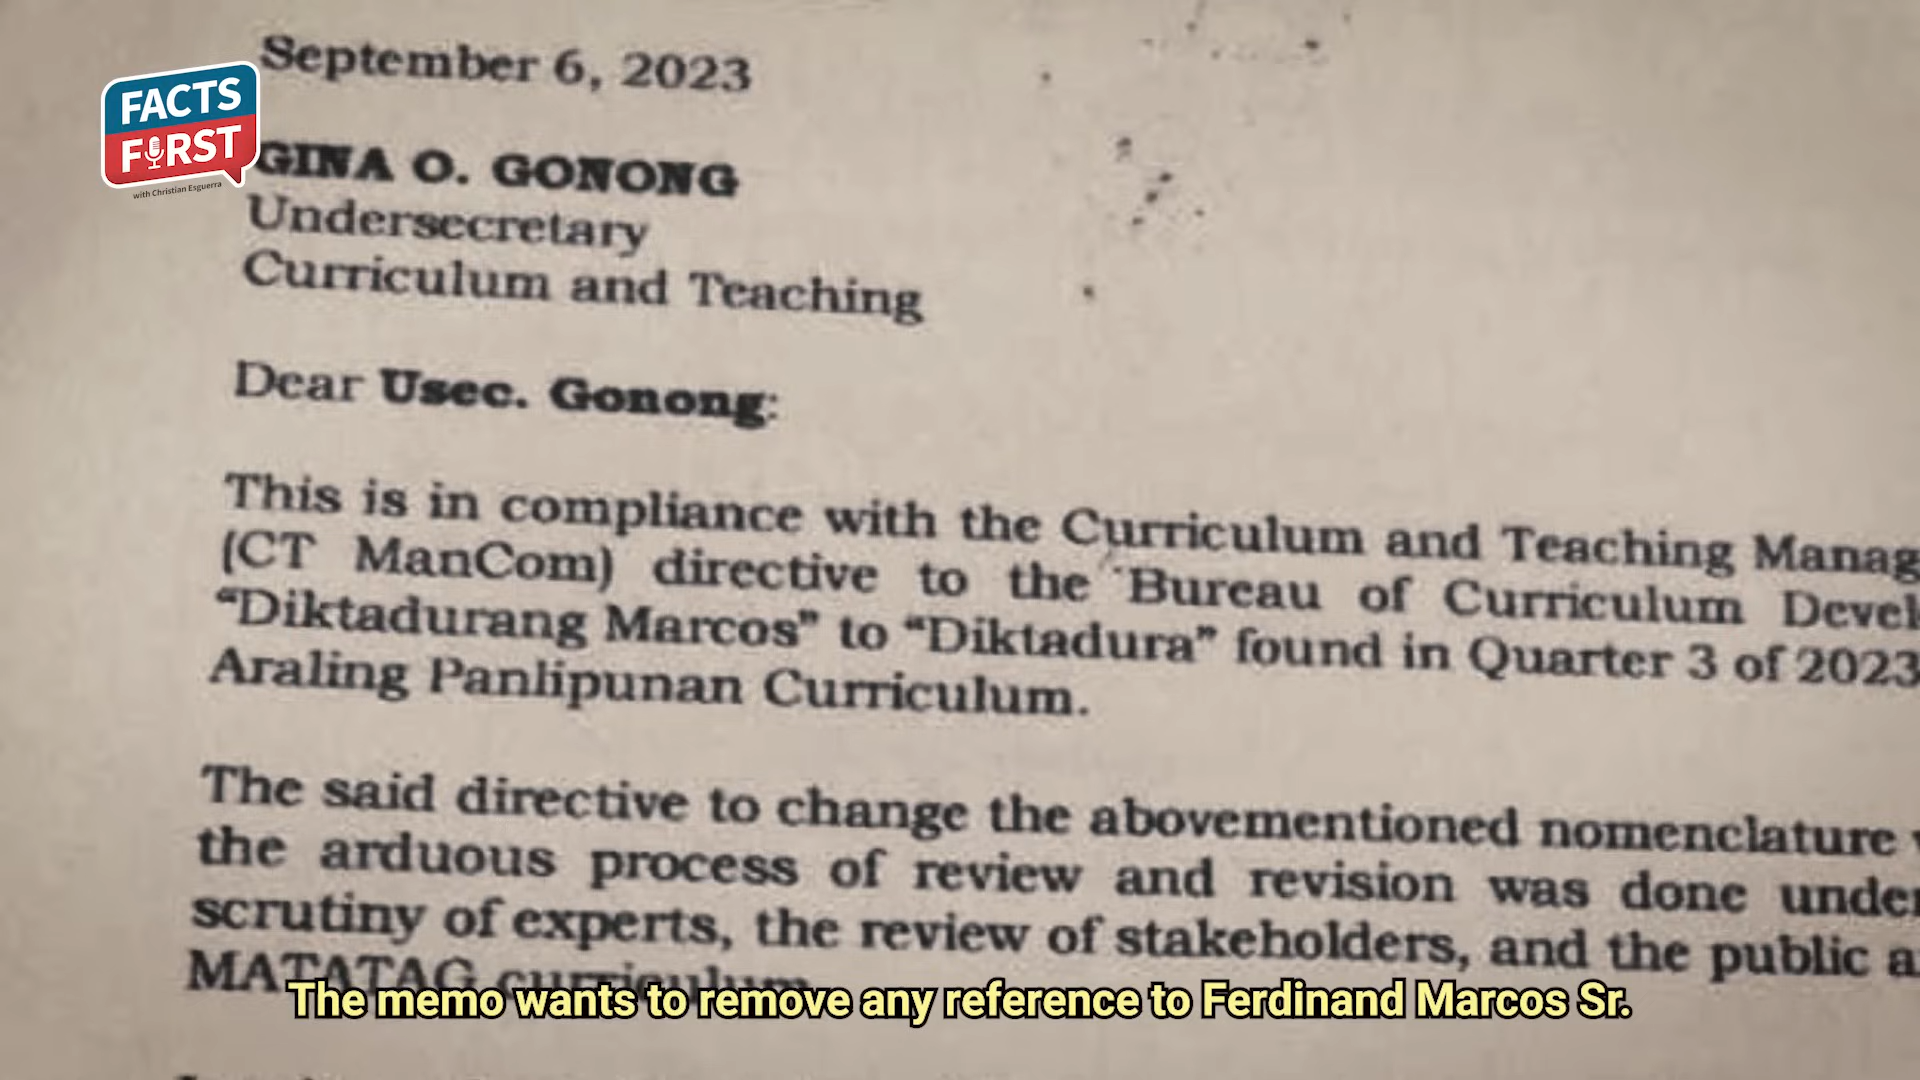 September 6, 2023
FACTS
FIRST
with Christian Esguerra
GINA O. GONONG
Undersecretary
Curriculum and Teaching
Dear Usec. Gonong:
This is in compliance with the Curriculum and Teaching Manag
(CT ManCom) directive to the Bureau of Curriculum Devel
“Diktadurang Marcos” to “Diktadura” found in Quarter 3 of 2023
Araling Panlipunan Curriculum.
The said directive to change the abovementioned nomenclature
the arduous process of review and revision was done under
scrutiny of experts, the review of stakeholders, and the public a
MATATAG curriculum
The memo wants to remove any reference to Ferdinand Marcos Sr.